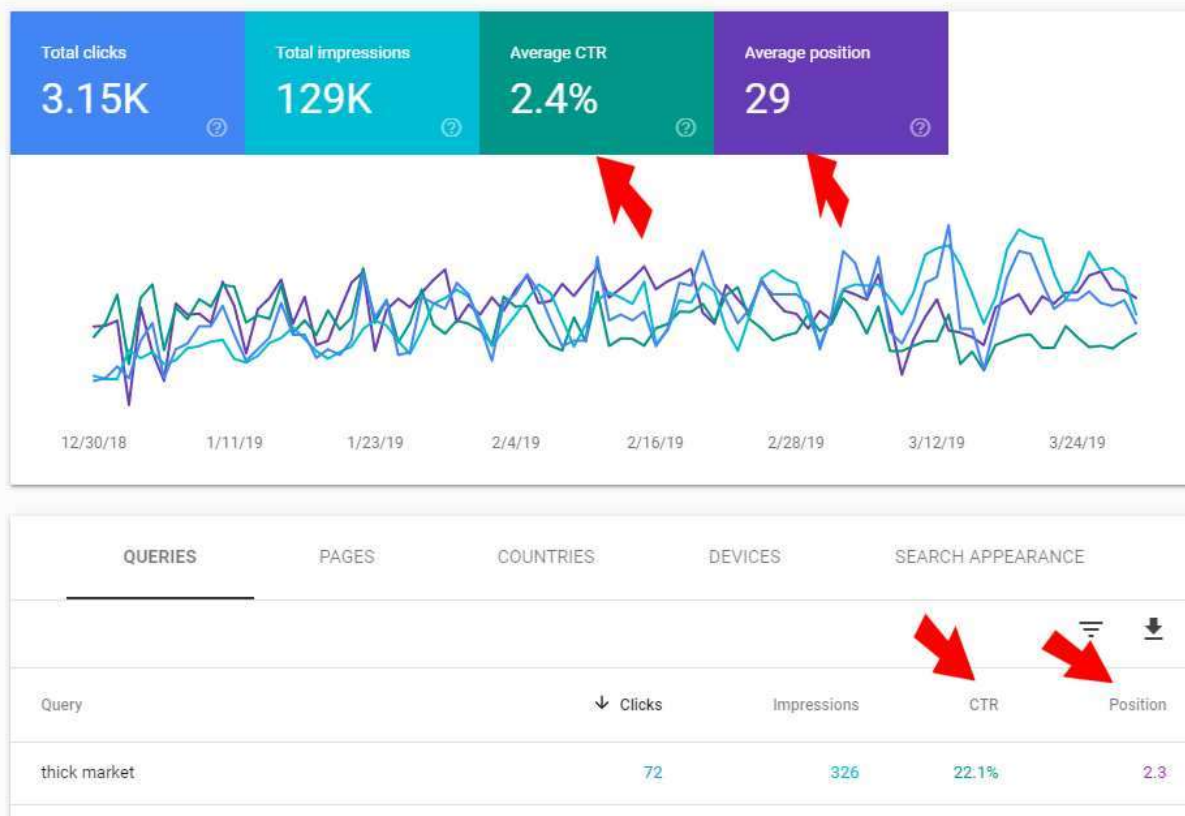 Total clicks Total impressions Average CTR Average position
3.15K 129K 2.4% 29
12/30/18 1/11/19 1/23/19 2/4/19 2/16/19 2/28/19 3/12/19 3/24/19
QUERIES PAGES COUNTRIES DEVICES SEARCH APPEARANCE
Query Clicks Impressions CTR Position
thick market 72 326 22.1% 2.3